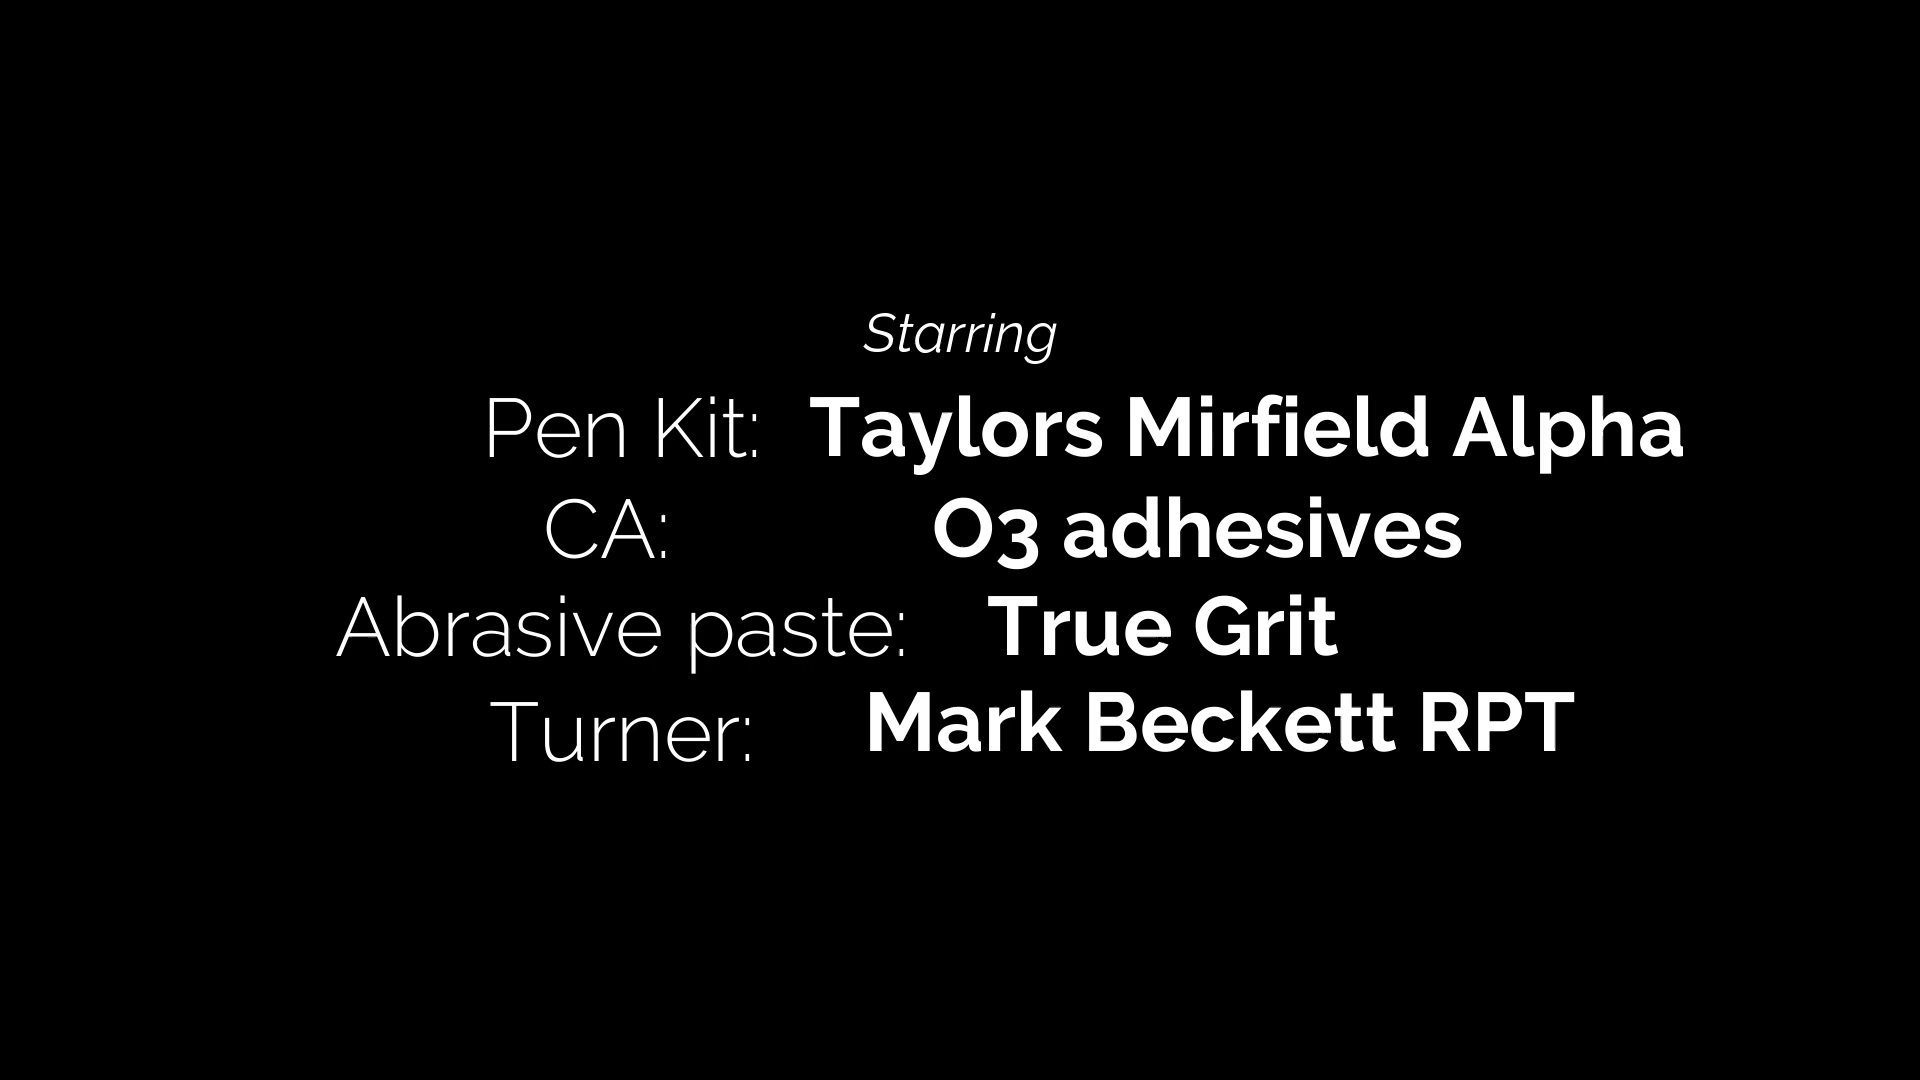 Starring
Pen Kit: Taylors Mirfield Alpha
CA: O3 adhesives
Abrasive paste: True Grit
Turner: Mark Beckett RPT